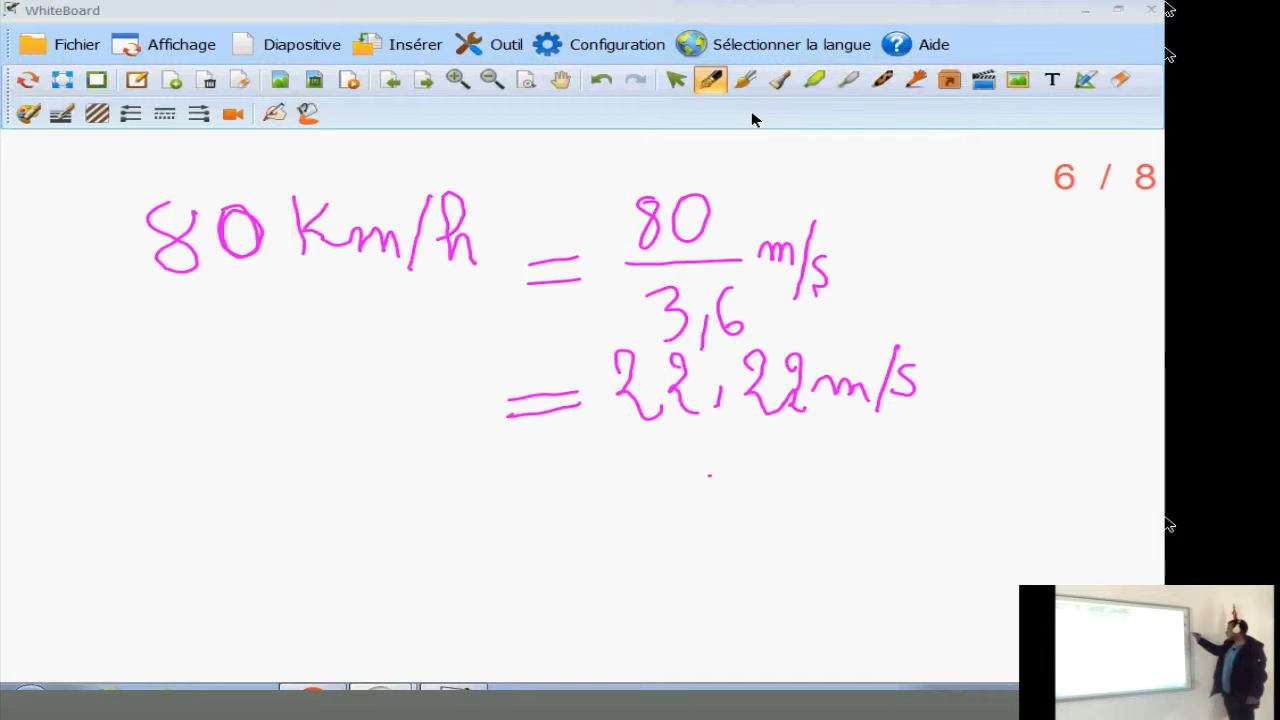 WhiteBoard
Fichier Affichage Diapositive Insérer Outil Configuration Sélectionner la langue Aide
6 / 8
80 Km/h = 80/3,6 m/s
= 22,22 m/s